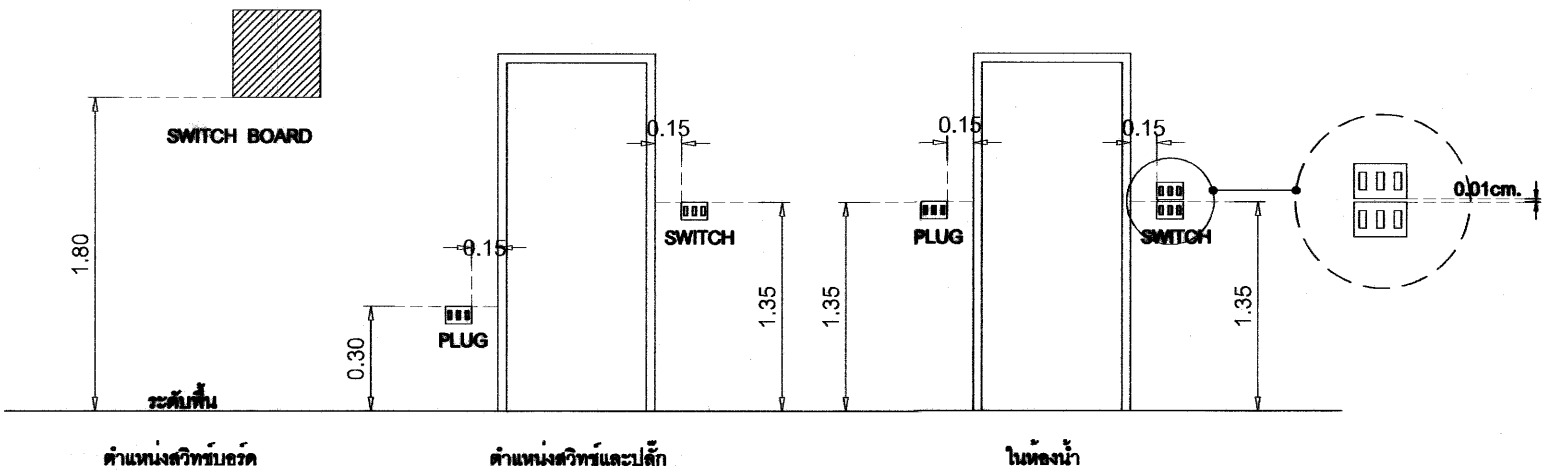 SWITCH BOARD
1.80
ระดับพื้น
ตำแหน่งสวิทซ์บอร์ด
0.15
PLUG
0.30
0.15
SWITCH
1.35
ตำแหน่งสวิทซ์และปลั๊ก
0.15
PLUG
1.35
0.15
SWITCH
1.35
ในห้องน้ำ
0.01cm.